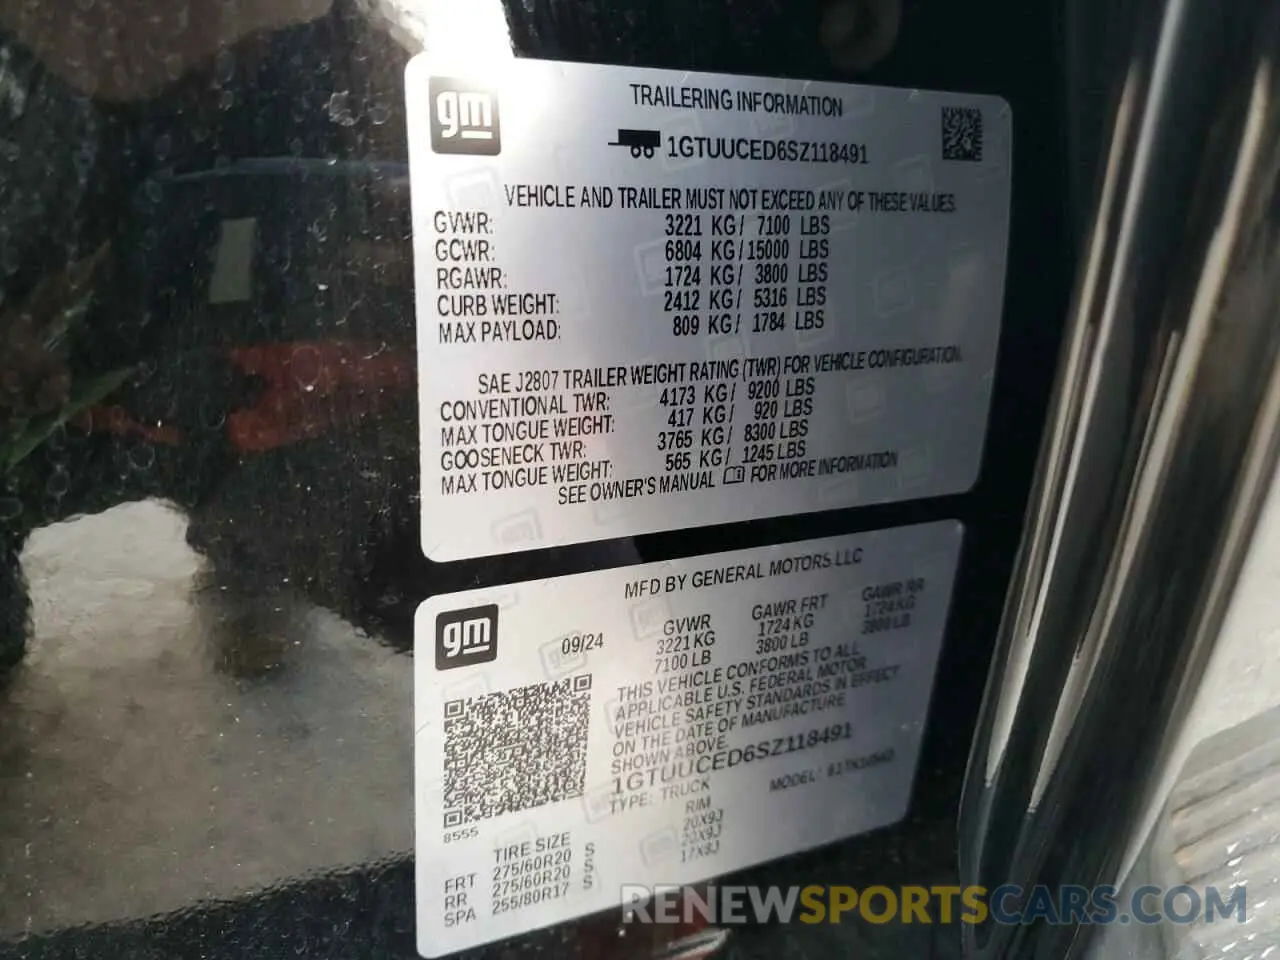 gm
TRAILERING INFORMATION
1GTUUCED6SZ118491
VEHICLE AND TRAILER MUST NOT EXCEED ANY OF THESE VALUES.
GVWR: 3221 KG/ 7100 LBS
GCWR: 6804 KG/15000 LBS
RGAWR: 1724 KG/ 3800 LBS
CURB WEIGHT: 2412 KG/ 5316 LBS
MAX PAYLOAD: 809 KG/ 1784 LBS
SAE J2807 TRAILER WEIGHT RATING (TWR) FOR VEHICLE CONFIGURATION.
CONVENTIONAL TWR: 4173 KG/ 9200 LBS
MAX TONGUE WEIGHT: 417 KG/ 920 LBS
GOOSENECK TWR: 3765 KG/ 8300 LBS
MAX TONGUE WEIGHT: 565 KG/ 1245 LBS
SEE OWNER'S MANUAL FOR MORE INFORMATION
gm
MFD BY GENERAL MOTORS LLC
09/24
GVWR GAWR FRT GAWR RR
3221 KG 1724 KG 1724 KG
7100 LB 3800 LB 3800 LB
THIS VEHICLE CONFORMS TO ALL
APPLICABLE U.S. FEDERAL MOTOR
VEHICLE SAFETY STANDARDS IN EFFECT
ON THE DATE OF MANUFACTURE
SHOWN ABOVE.
1GTUUCED6SZ118491
TYPE: TRUCK MODEL:
8555
TIRE SIZE RIM
FRT 275/60R20 S 20X9J
RR 275/60R20 S 20X9J
SPA 255/80R17 S 17X8J
RENEWSPORTSCARS.COM